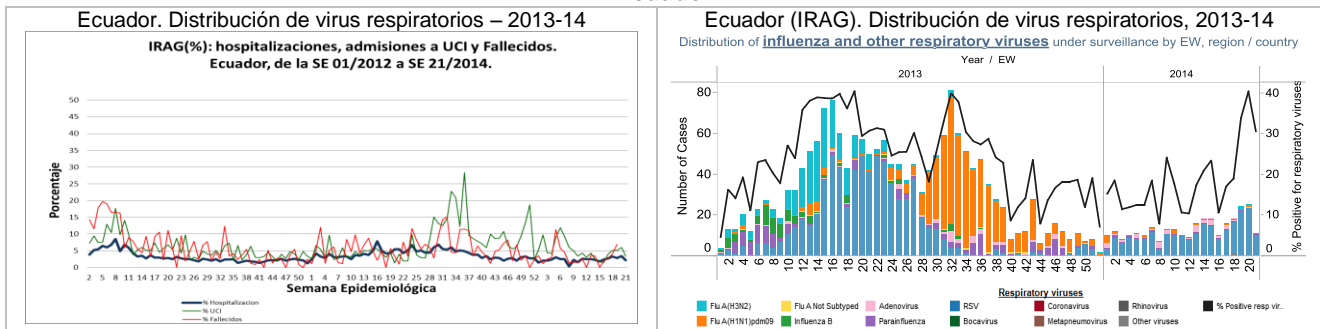 Ecuador. Distribución de virus respiratorios – 2013-14
IRAG(%): hospitalizaciones, admisiones a UCI y Fallecidos.
Ecuador, de la SE 01/2012 a SE 21/2014.
Porcentaje
50
45
40
35
30
25
20
15
10
5
0
2 5 8 11 14 17 20 23 26 29 32 35 38 41 44 47 50 1 4 7 10 13 16 19 22 25 28 31 34 37 40 43 46 49 52 3 6 9 12 15 18 21
Semana Epidemiológica
% Hospitalizacion
% UCI
% Fallecidos
Ecuador (IRAG). Distribución de virus respiratorios, 2013-14
Distribution of influenza and other respiratory viruses under surveillance by EW, region / country
Year / EW
2013 2014
Number of Cases
80
60
40
20
0
% Positive for respiratory viruses
40
30
20
10
0
2 4 6 8 10 12 14 16 18 20 22 24 26 28 30 32 34 36 38 40 42 44 46 48 50 2 4 6 8 10 12 14 16 18 20
Respiratory viruses
Flu A(H3N2) Flu A Not Subtyped Adenovirus RSV Coronavirus Rhinovirus % Positive resp vir..
Flu A(H1N1)pdm09 Influenza B Parainfluenza Bocavirus Metapneumovirus Other viruses